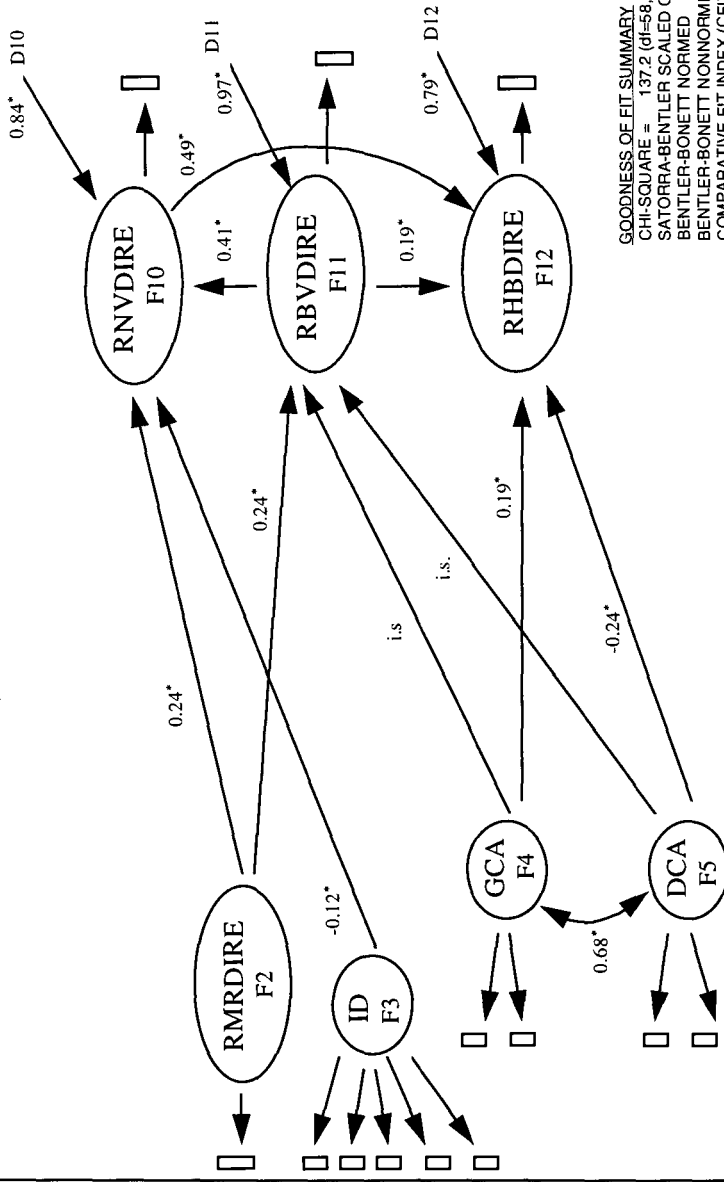 0.84* D10
RNVDIRE
F10
0.49*
0.41*
0.97* D11
RBVDIRE
F11
0.19*
0.79* D12
RHBDIRE
F12
0.24*
0.24*
-0.12*
i.s
i.s.
0.19*
-0.24*
RMRDIRE
F2
ID
F3
GCA
F4
0.68*
DCA
F5
GOODNESS OF FIT SUMMARY
CHI-SQUARE = 137.2 (df=58,
SATORRA-BENTLER SCALED
BENTLER-BONETT NORMED
BENTLER-BONETT
COMPARATIVE FIT INDEX